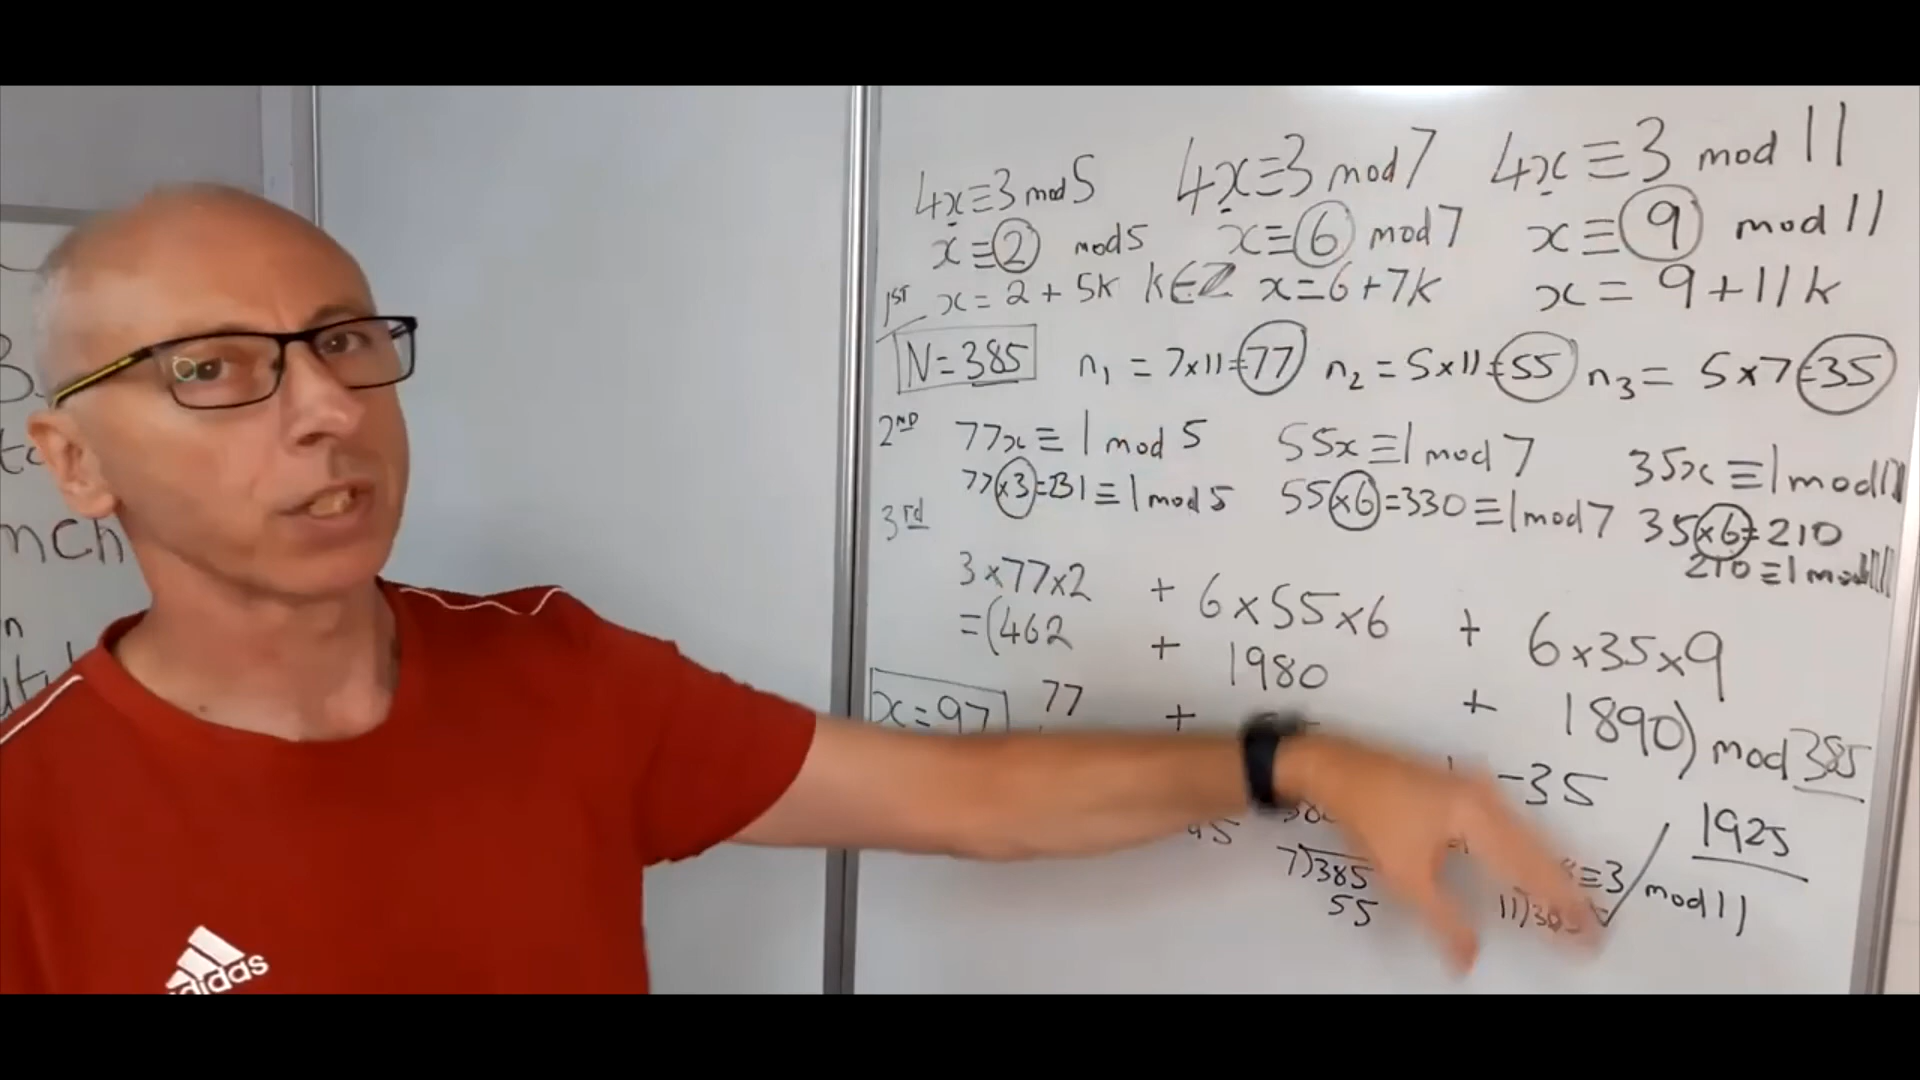 4x≡3 mod 5 4x≡3 mod 7 4x≡3 mod 11
x≡2 mod 5 x≡6 mod 7 x≡9 mod 11
1ST x=2+5k k∈Z x=6+7k x=9+11k
N=385 n1=7×11=77 n2=5×11=55 n3=5×7=35
2ND 77x≡1 mod 5 55x≡1 mod 7 35x≡1 mod 11
77×3=231≡1 mod 5 55×6=330≡1 mod 7 35×6=210
210≡1 mod 11
3rd
3×77×2 + 6×55×6 + 6×35×9
=(462 + 1980 + 1890) mod 385
x=97 77 + -35
1925
≡3 mod 11
7)385
55
adidas